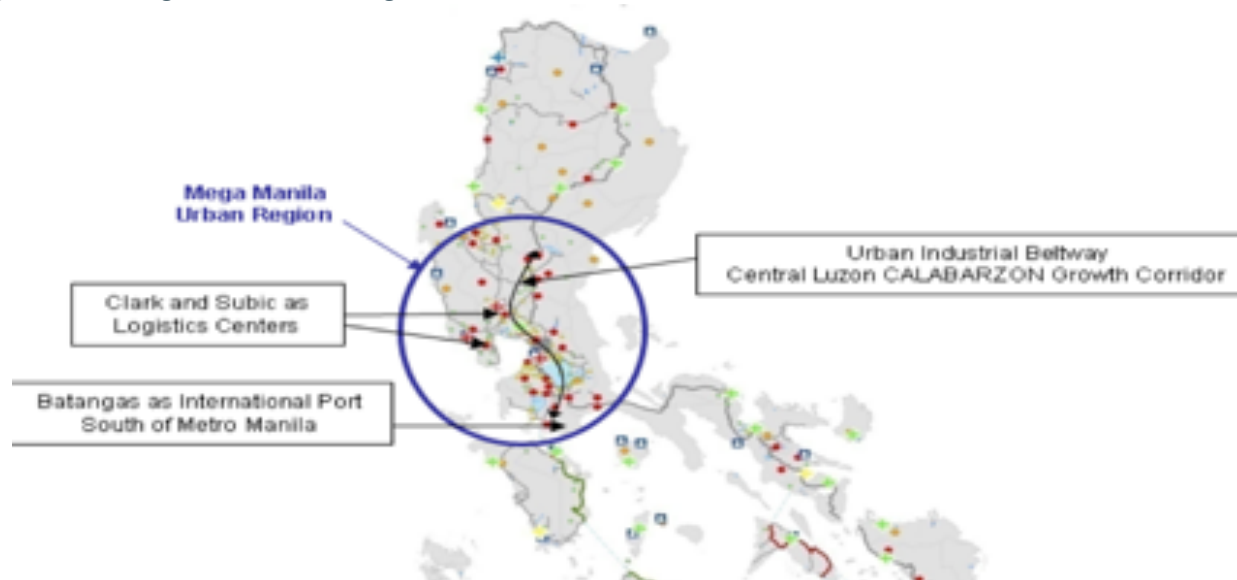 Mega Manila
Urban Region
Urban Industrial Beltway
Central Luzon CALABARZON Growth Corridor
Clark and Subic as
Logistics Centers
Batangas as International Port
South of Metro Manila